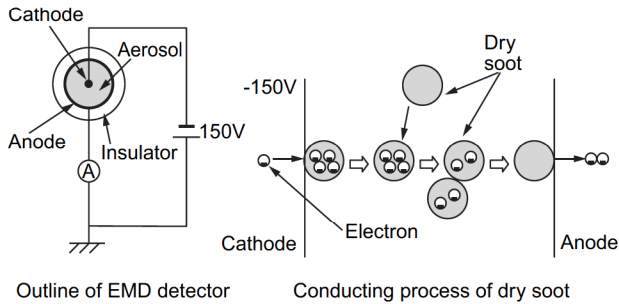 Cathode
Aerosol
Anode
Insulator
A
150V
Outline of EMD detector
Dry
soot
-150V
Electron
Cathode
Anode
Conducting process of dry soot